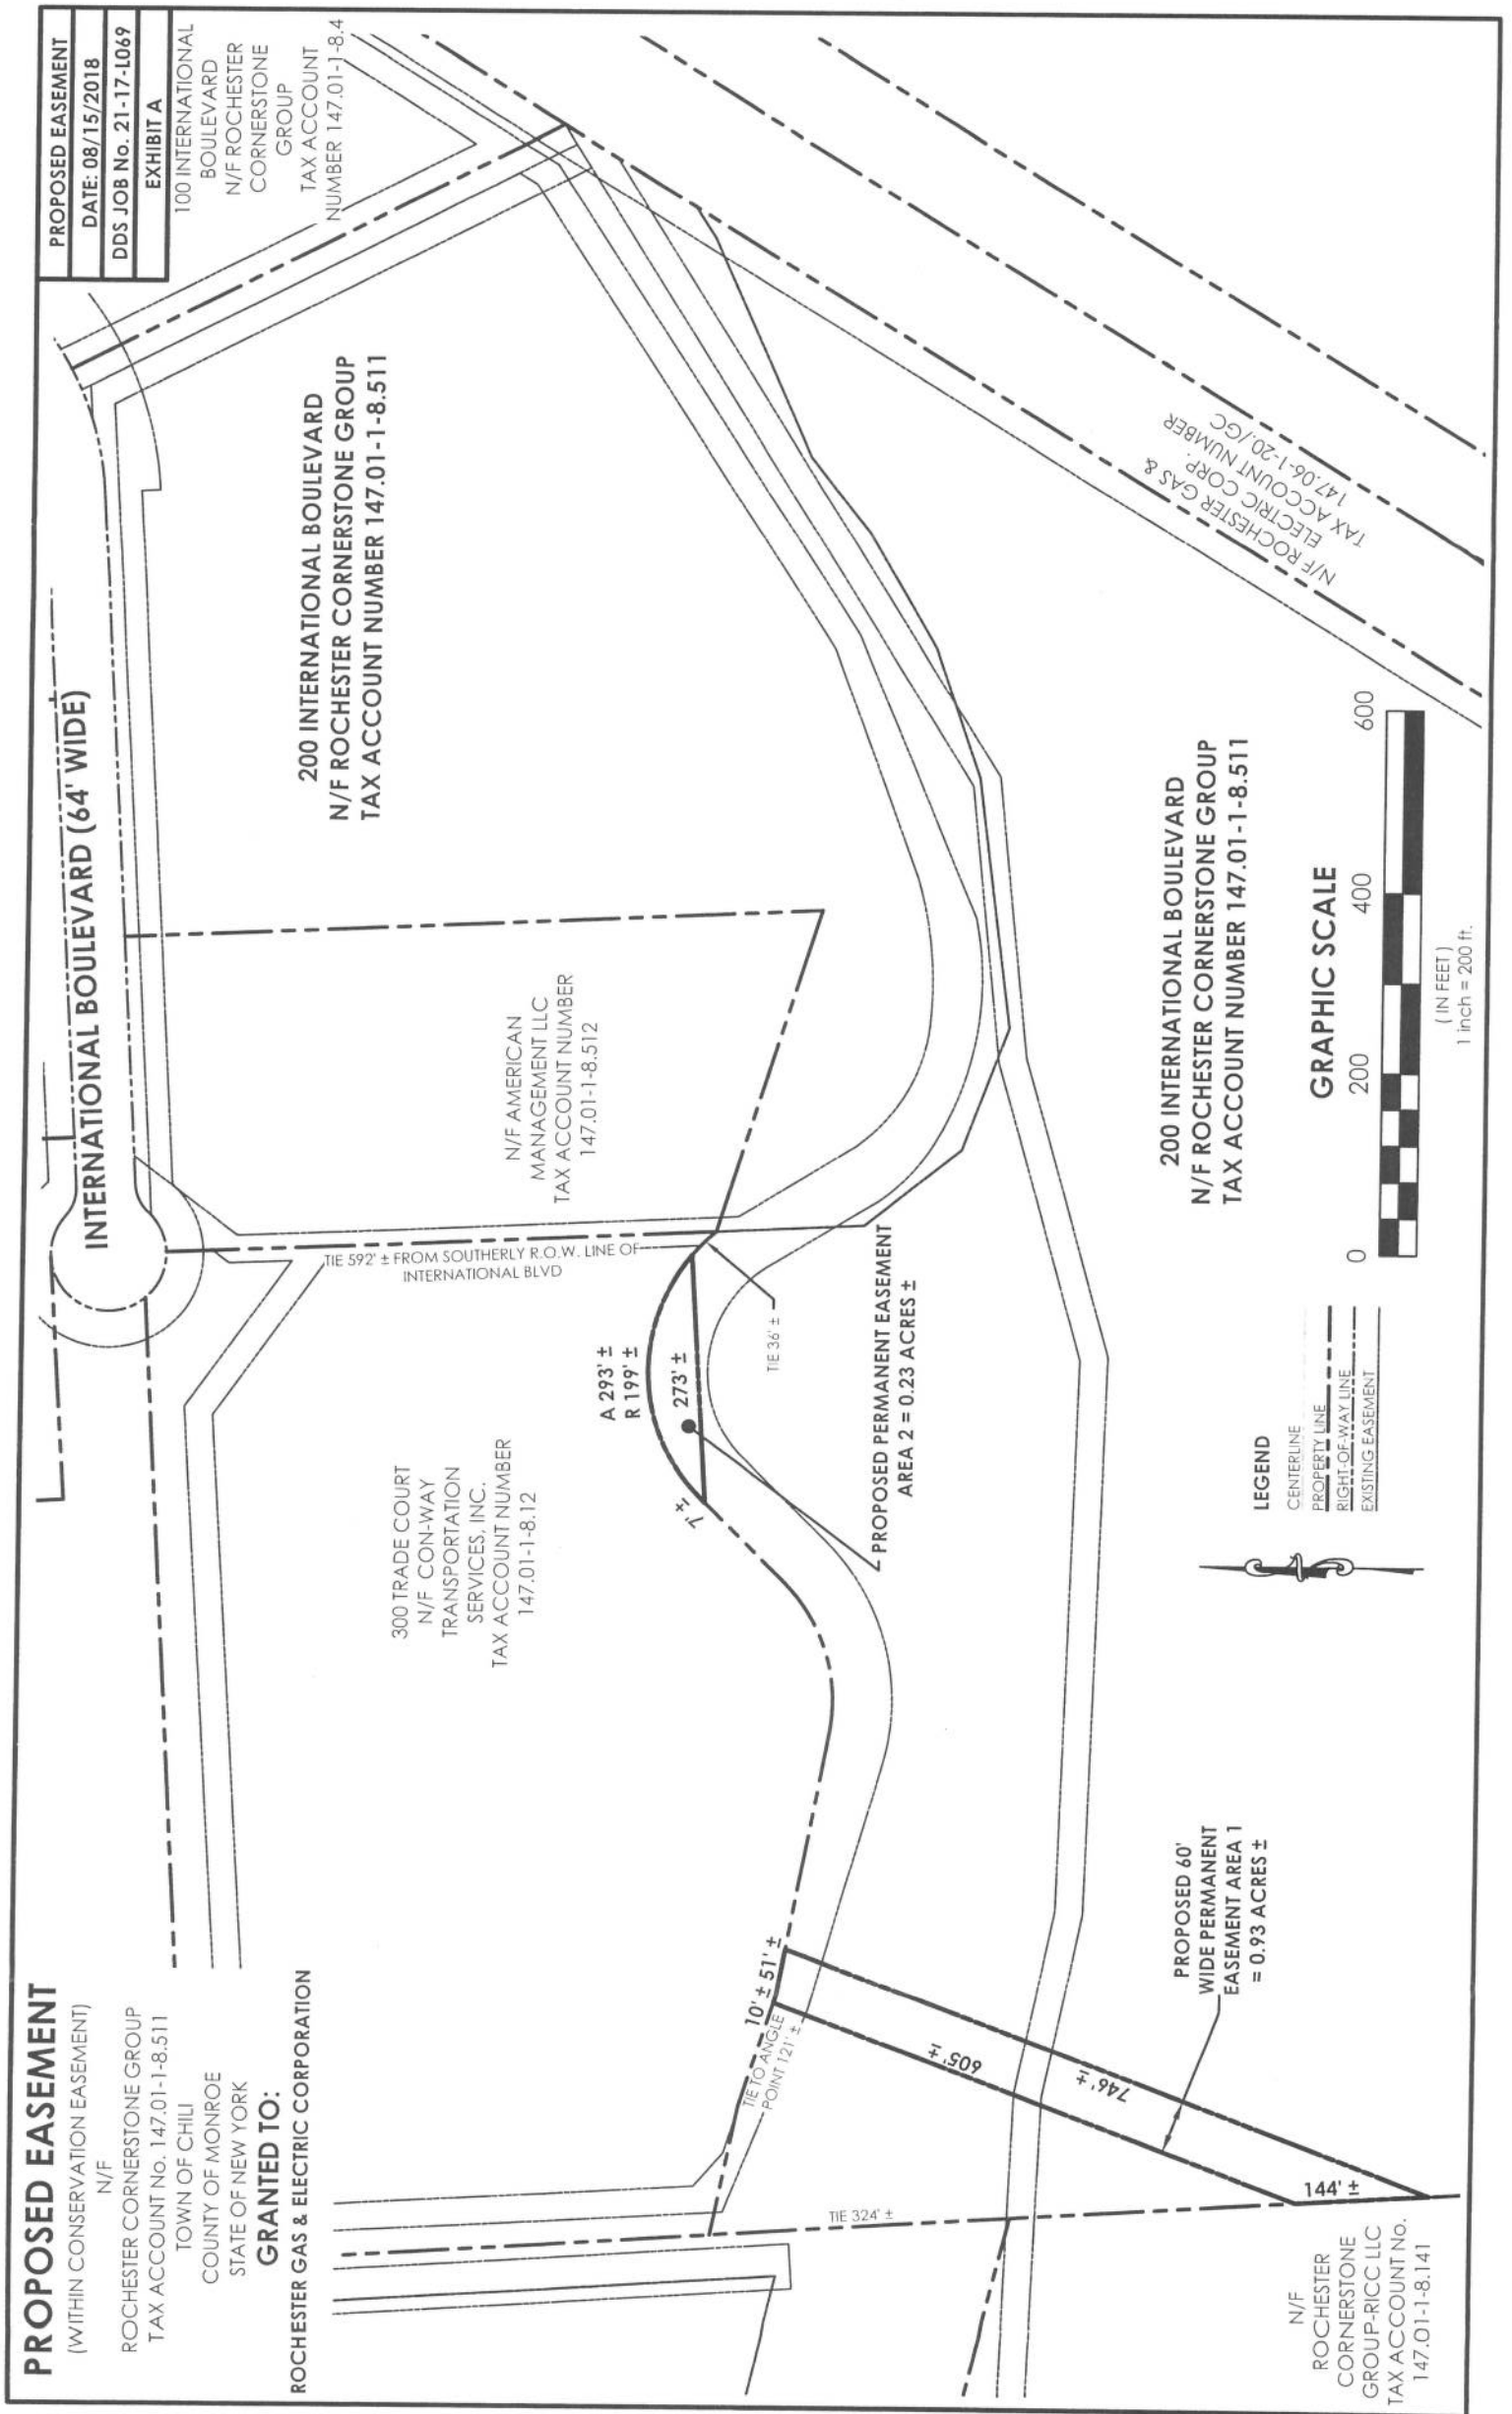 PROPOSED EASEMENT
(WITHIN CONSERVATION EASEMENT)
N/F
ROCHESTER CORNERSTONE GROUP
TAX ACCOUNT No. 147.01-1-8.511
TOWN OF CHILI
COUNTY OF MONROE
STATE OF NEW YORK
GRANTED TO:
ROCHESTER GAS & ELECTRIC CORPORATION
INTERNATIONAL BOULEVARD (64' WIDE)
PROPOSED EASEMENT
DATE: 08/15/2018
DDS JOB No. 21-17-L069
EXHIBIT A
100 INTERNATIONAL
BOULEVARD
N/F ROCHESTER
CORNERSTONE
GROUP
TAX ACCOUNT
NUMBER 147.01-1-8.4
200 INTERNATIONAL BOULEVARD
N/F ROCHESTER CORNERSTONE GROUP
TAX ACCOUNT NUMBER 147.01-1-8.511
N/F AMERICAN
MANAGEMENT LLC
TAX ACCOUNT NUMBER
147.01-1-8.512
TIE 592' ± FROM SOUTHERLY R.O.W. LINE OF
INTERNATIONAL BLVD
300 TRADE COURT
N/F CON-WAY
TRANSPORTATION
SERVICES, INC.
TAX ACCOUNT NUMBER
147.01-1-8.12
A 293' ±
R 199' ±
273' ±
7' ±
TIE 36' ±
PROPOSED PERMANENT EASEMENT
AREA 2 = 0.23 ACRES ±
10' ± 51' ±
TIE TO ANGLE
POINT 121' ±
605' ±
746' ±
TIE 324' ±
144' ±
PROPOSED 60'
WIDE PERMANENT
EASEMENT AREA 1
= 0.93 ACRES ±
N/F
ROCHESTER
CORNERSTONE
GROUP-RICC LLC
TAX ACCOUNT No.
147.01-1-8.141
N/F ROCHESTER GAS &
ELECTRIC CORP.
TAX ACCOUNT NUMBER
147.06-1-20./GC
200 INTERNATIONAL BOULEVARD
N/F ROCHESTER CORNERSTONE GROUP
TAX ACCOUNT NUMBER 147.01-1-8.511
LEGEND
CENTERLINE
PROPERTY LINE
RIGHT-OF-WAY LINE
EXISTING EASEMENT
GRAPHIC SCALE
0 200 400 600
( IN FEET )
1 inch = 200 ft.